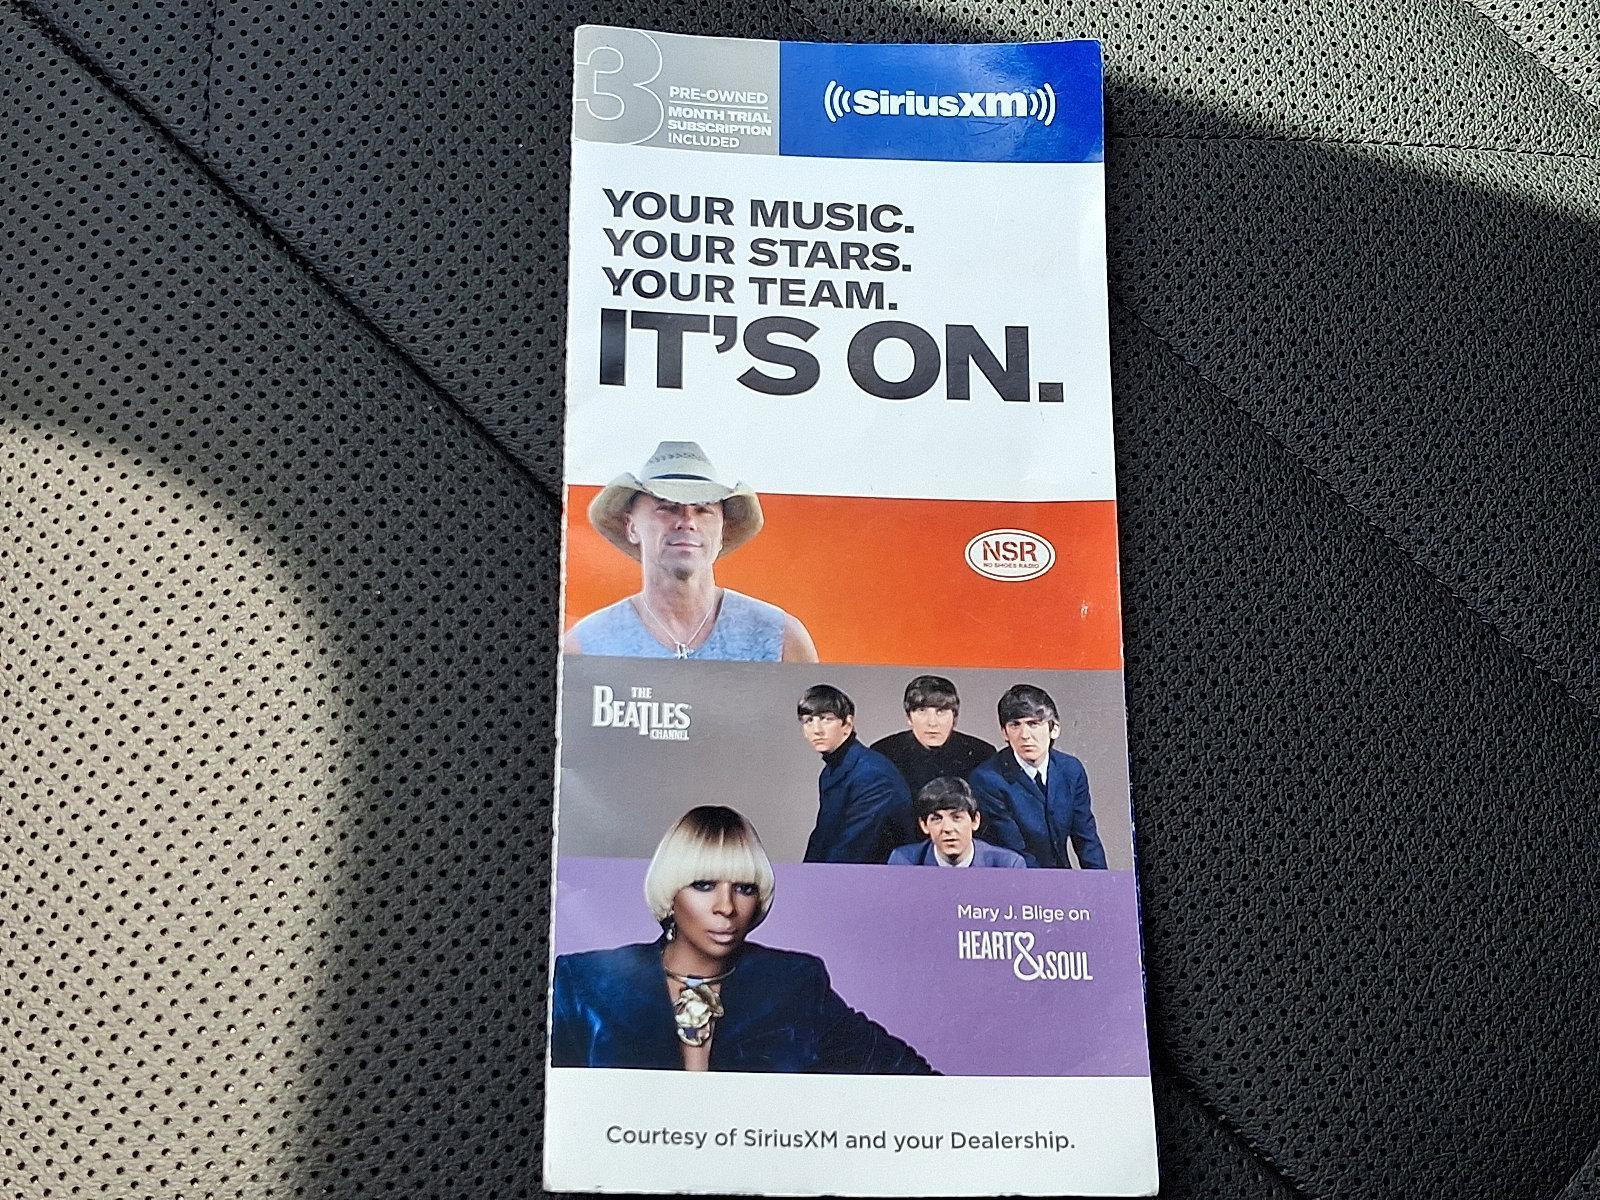 3
PRE-OWNED
MONTH TRIAL
SUBSCRIPTION
INCLUDED
SiriusXM
YOUR MUSIC.
YOUR STARS.
YOUR TEAM.
IT'S ON.
NSR
NO SHOES RADIO
THE
BEATLES
CHANNEL
Mary J. Blige on
HEART&SOUL
Courtesy of SiriusXM and your Dealership.